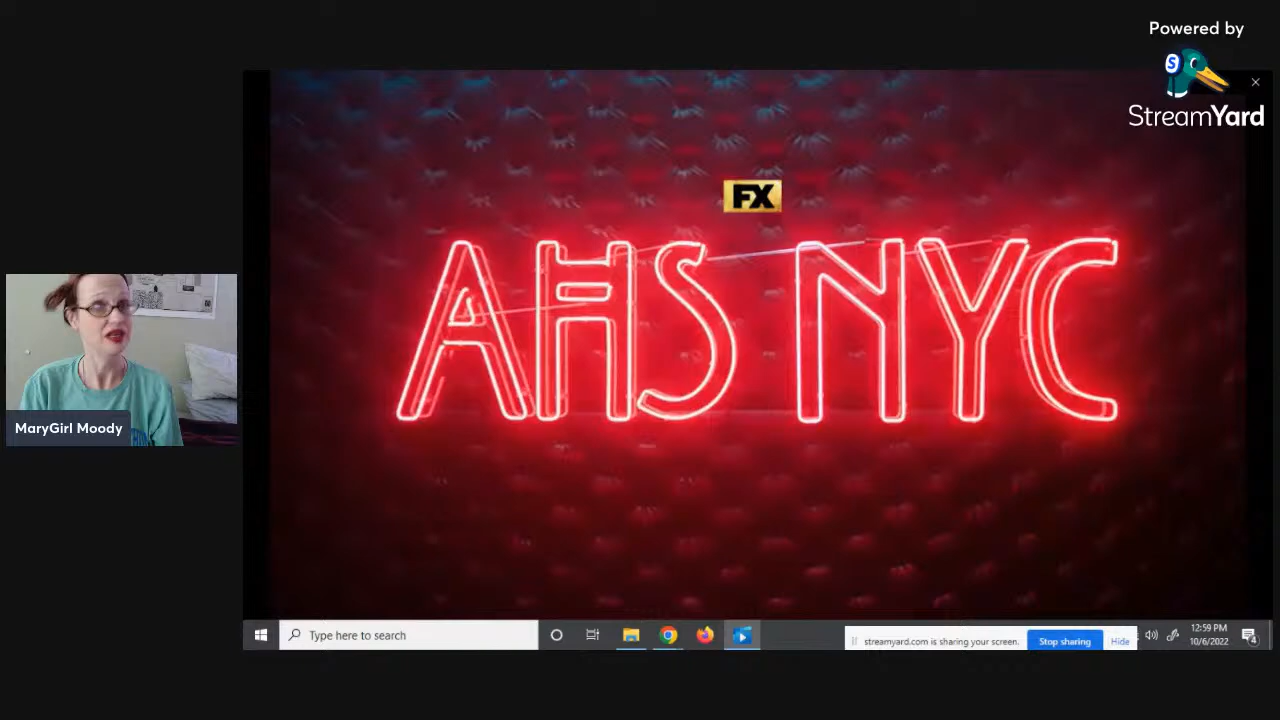 Powered by
S
StreamYard
FX
AHS NYC
MaryGirl Moody
Type here to search
streamyard.com is sharing your screen.
Stop sharing
Hide
12:59 PM
10/6/2022
4